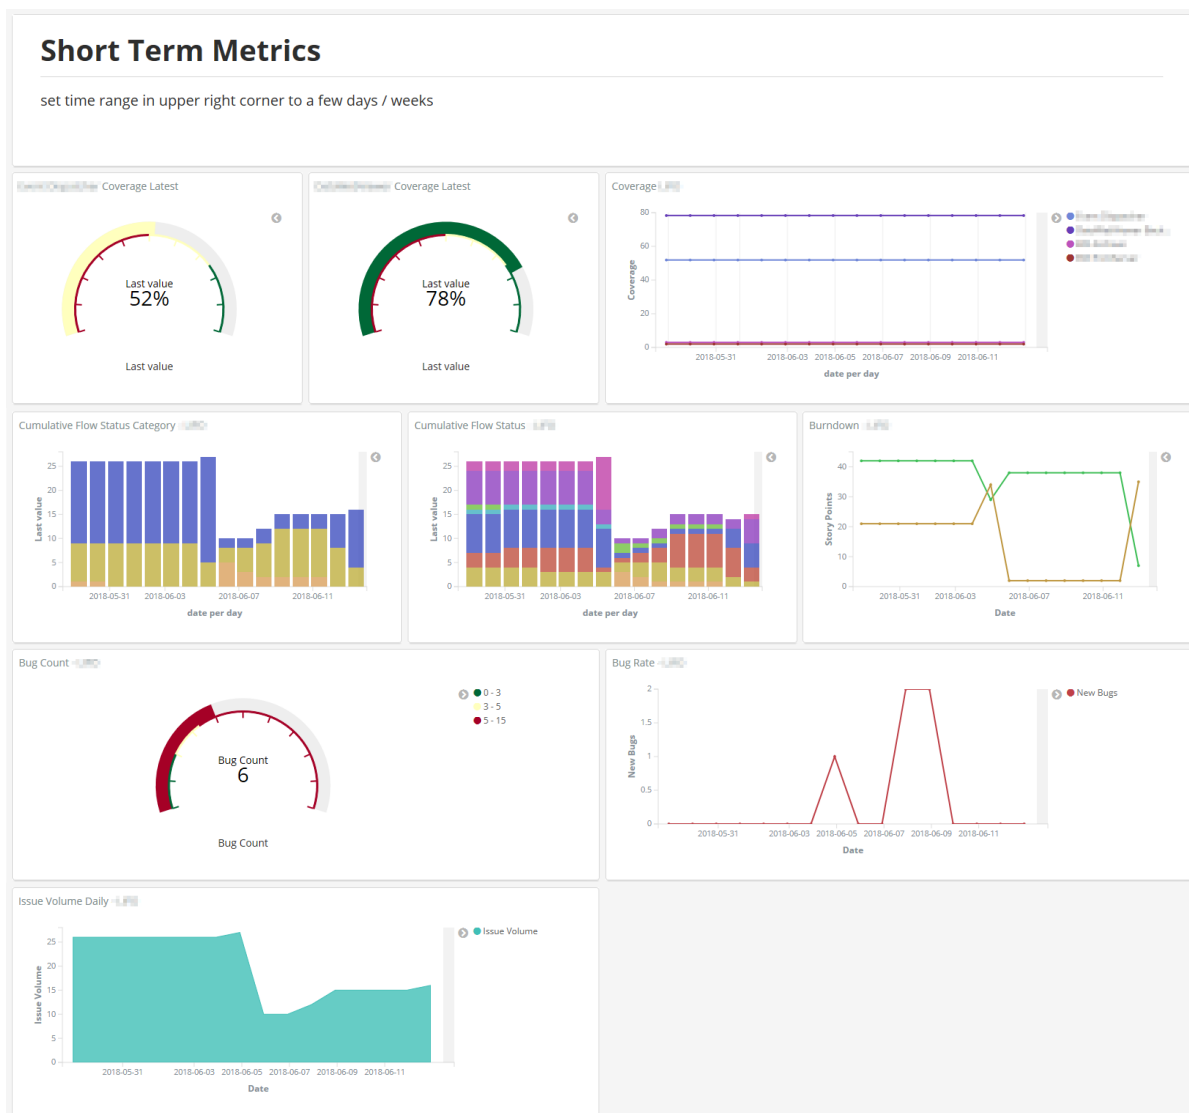 Short Term Metrics
set time range in upper right corner to a few days / weeks
Coverage Latest
Last value
52%
Last value
Coverage Latest
Last value
78%
Last value
Coverage
80
60
40
20
0
Coverage
2018-05-31 2018-06-03 2018-06-05 2018-06-07 2018-06-09 2018-06-11
date per day
Cumulative Flow Status Category
25
20
15
10
5
0
Last value
2018-05-31 2018-06-03 2018-06-07 2018-06-11
date per day
Cumulative Flow Status
25
20
15
10
5
0
Last value
2018-05-31 2018-06-03 2018-06-07 2018-06-11
date per day
Burndown
40
30
20
10
0
Story Points
2018-05-31 2018-06-03 2018-06-07 2018-06-11
Date
Bug Count
Bug Count
6
Bug Count
0 - 3
3 - 5
5 - 15
Bug Rate
2
1.5
1
0.5
0
New Bugs
2018-05-31 2018-06-03 2018-06-05 2018-06-07 2018-06-09 2018-06-11
Date
New Bugs
Issue Volume Daily
25
20
15
10
5
0
Issue Volume
2018-05-31 2018-06-03 2018-06-05 2018-06-07 2018-06-09 2018-06-11
Date
Issue Volume